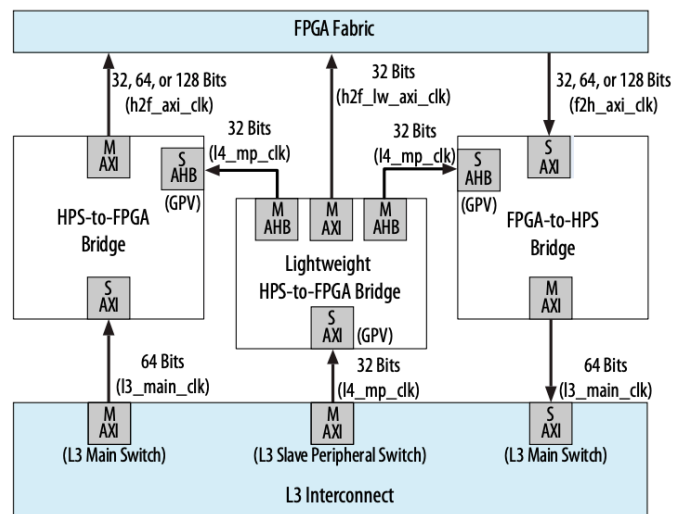 FPGA Fabric
32, 64, or 128 Bits
(h2f_axi_clk)
32 Bits
(h2f_lw_axi_clk)
32, 64, or 128 Bits
(f2h_axi_clk)
32 Bits
(l4_mp_clk)
32 Bits
(l4_mp_clk)
M
AXI
S
AHB
(GPV)
HPS-to-FPGA
Bridge
S
AXI
M
AHB
M
AXI
M
AHB
Lightweight
HPS-to-FPGA Bridge
S
AXI
(GPV)
S
AHB
(GPV)
S
AXI
FPGA-to-HPS
Bridge
M
AXI
64 Bits
(l3_main_clk)
32 Bits
(l4_mp_clk)
64 Bits
(l3_main_clk)
M
AXI
(L3 Main Switch)
M
AXI
(L3 Slave Peripheral Switch)
S
AXI
(L3 Main Switch)
L3 Interconnect